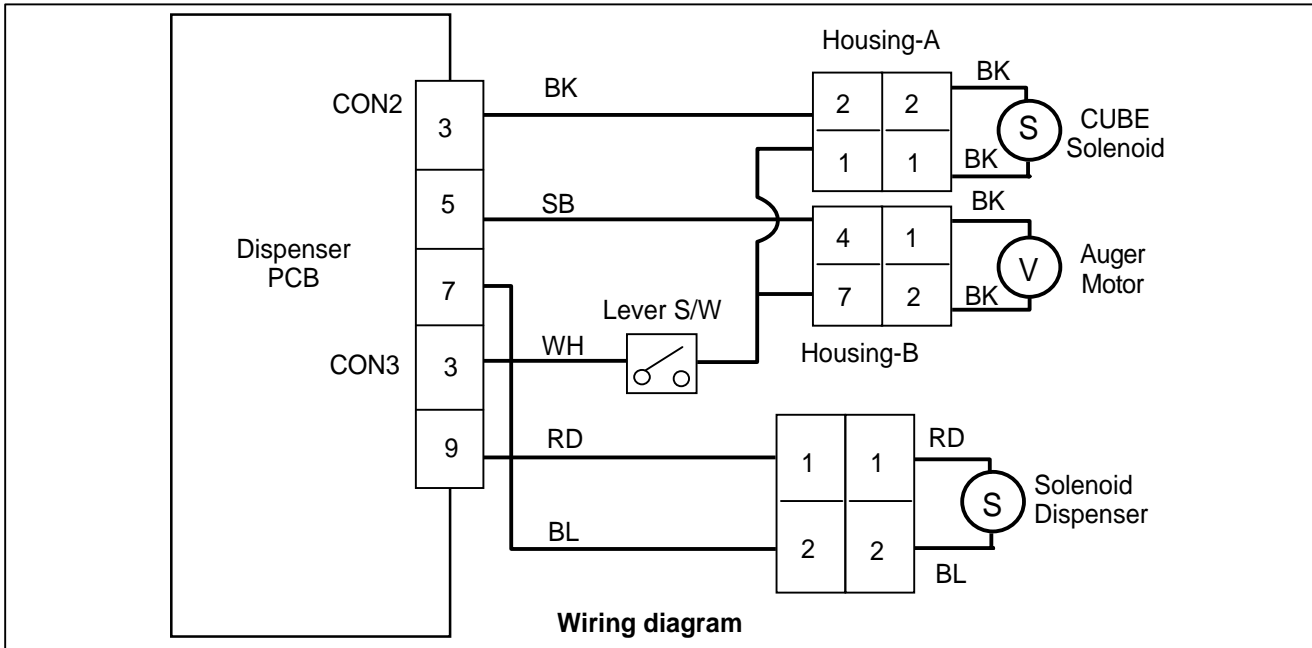 Housing-A
CON2
BK
BK
3
2
2
S
CUBE
Solenoid
1
1
BK
5
SB
BK
4
1
Dispenser
PCB
V
Auger
Motor
7
7
2
BK
Lever S/W
Housing-B
WH
CON3
3
9
RD
RD
1
1
S
Solenoid
Dispenser
BL
2
2
BL
Wiring diagram